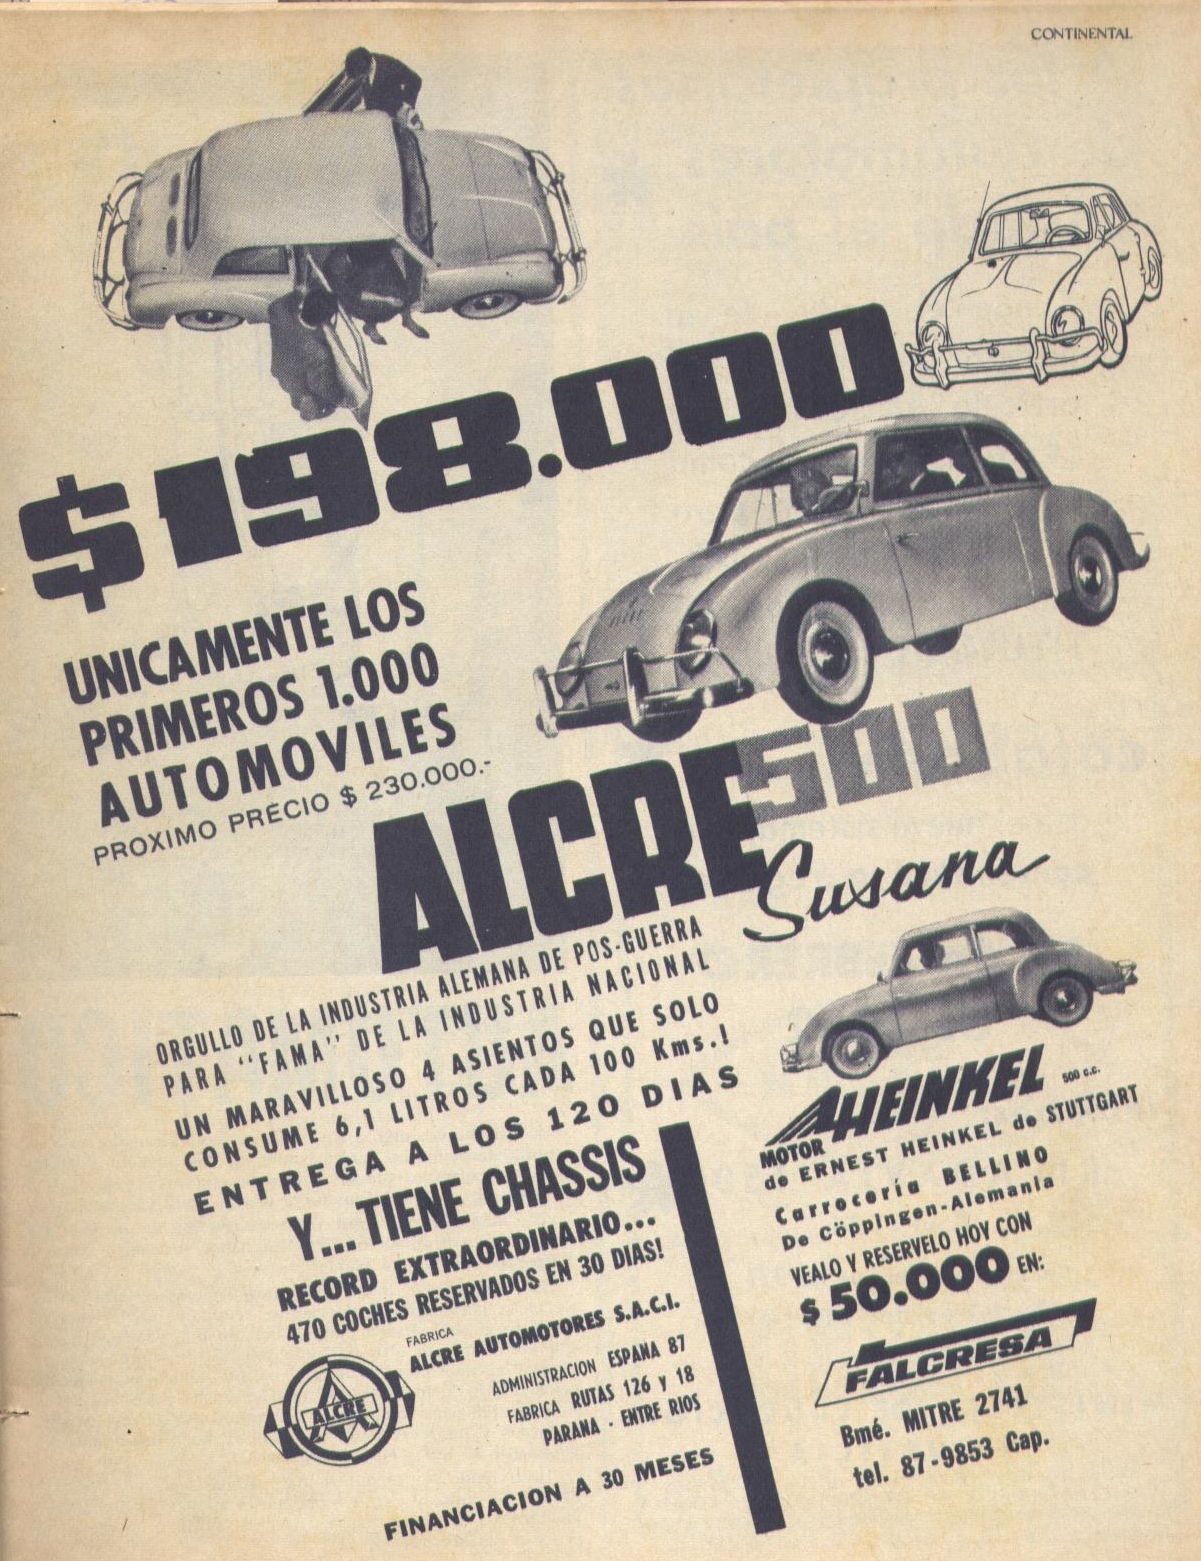 CONTINENTAL
$198.000
UNICAMENTE LOS
PRIMEROS 1.000
AUTOMOVILES
PROXIMO PRECIO $ 230.000.-
ALCRE 500
Susana
ORGULLO DE LA INDUSTRIA ALEMANA DE POS-GUERRA
PARA "FAMA" DE LA INDUSTRIA NACIONAL
UN MARAVILLOSO 4 ASIENTOS QUE SOLO
CONSUME 6,1 LITROS CADA 100 Kms.!
ENTREGA A LOS 120 DIAS
Y... TIENE CHASSIS
RECORD EXTRAORDINARIO...
470 COCHES RESERVADOS EN 30 DIAS!
FABRICA
ALCRE AUTOMOTORES S.A.C.I.
ADMINISTRACION ESPAÑA 87
FABRICA RUTAS 126 y 18
PARANA - ENTRE RIOS
ALCRE
FINANCIACION A 30 MESES
MOTOR HEINKEL 500 c.c.
de ERNEST HEINKEL de STUTTGART
Carrocería BELLINO
De Cöppingen-Alemania
VEALO Y RESERVELO HOY CON
$ 50.000 EN:
FALCRESA
Bmé. MITRE 2741
tel. 87-9853 Cap.